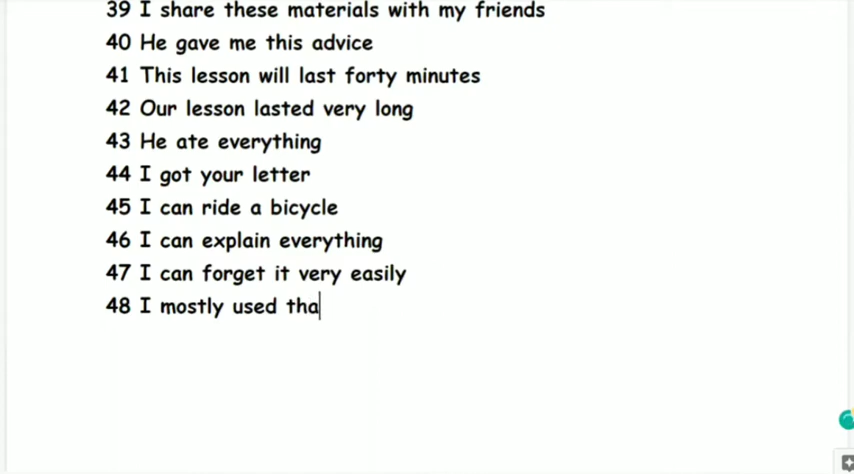 39 I share these materials with my friends
40 He gave me this advice
41 This lesson will last forty minutes
42 Our lesson lasted very long
43 He ate everything
44 I got your letter
45 I can ride a bicycle
46 I can explain everything
47 I can forget it very easily
48 I mostly used tha